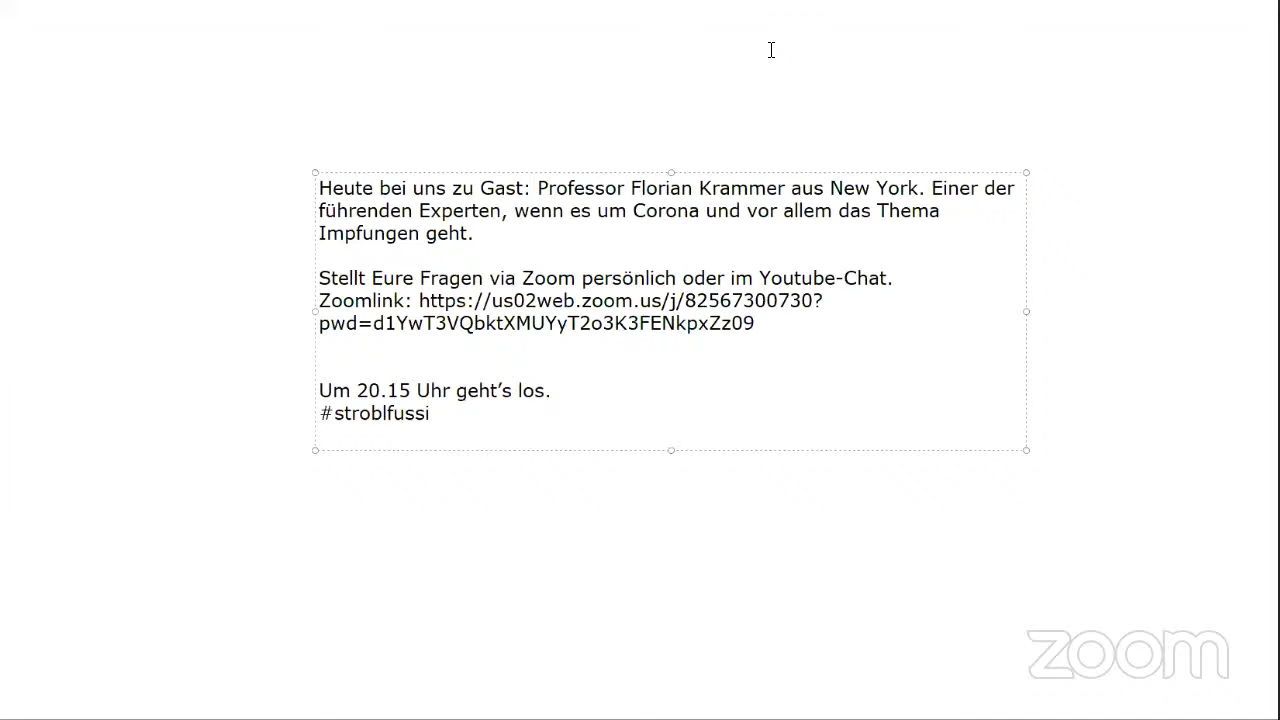 Heute bei uns zu Gast: Professor Florian Krammer aus New York. Einer der
führenden Experten, wenn es um Corona und vor allem das Thema
Impfungen geht.
Stellt Eure Fragen via Zoom persönlich oder im Youtube-Chat.
Zoomlink: https://us02web.zoom.us/j/82567300730?
pwd=d1YwT3VQbktXMUYyT2o3K3FENkpxZz09
Um 20.15 Uhr geht’s los.
#stroblfussi
zoom